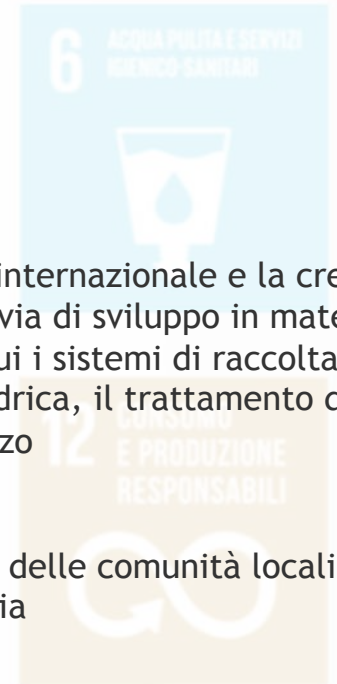 6 ACQUA PULITA E SERVIZI
IGIENICO-SANITARI
internazionale e la cre
via di sviluppo in mate
ui i sistemi di raccolta
drica, il trattamento d
zo
12 CONSUMO
E PRODUZIONE
RESPONSABILI
delle comunità locali
ia